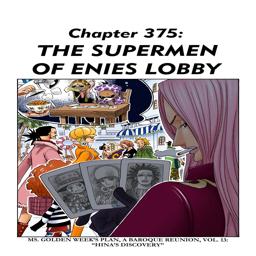 Chapter 375:
THE SUPERMEN
OF ENIES LOBBY
MS. GOLDEN WEEK'S PLAN, A BAROQUE REUNION, VOL. 13:
"HINA'S DISCOVERY"